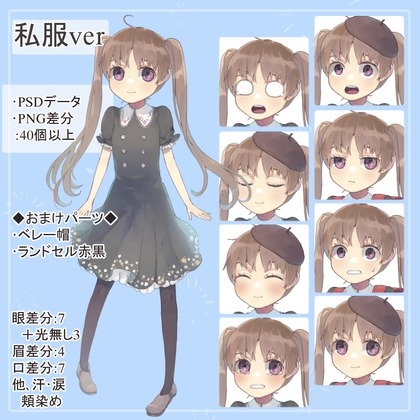 私服ver
・PSDデータ
・PNG差分
:40個以上
◆おまけパーツ◆
・ベレー帽
・ランドセル赤黒
眼差分:7
＋光無し3
眉差分:4
口差分:7
他、汗・涙
頬染め